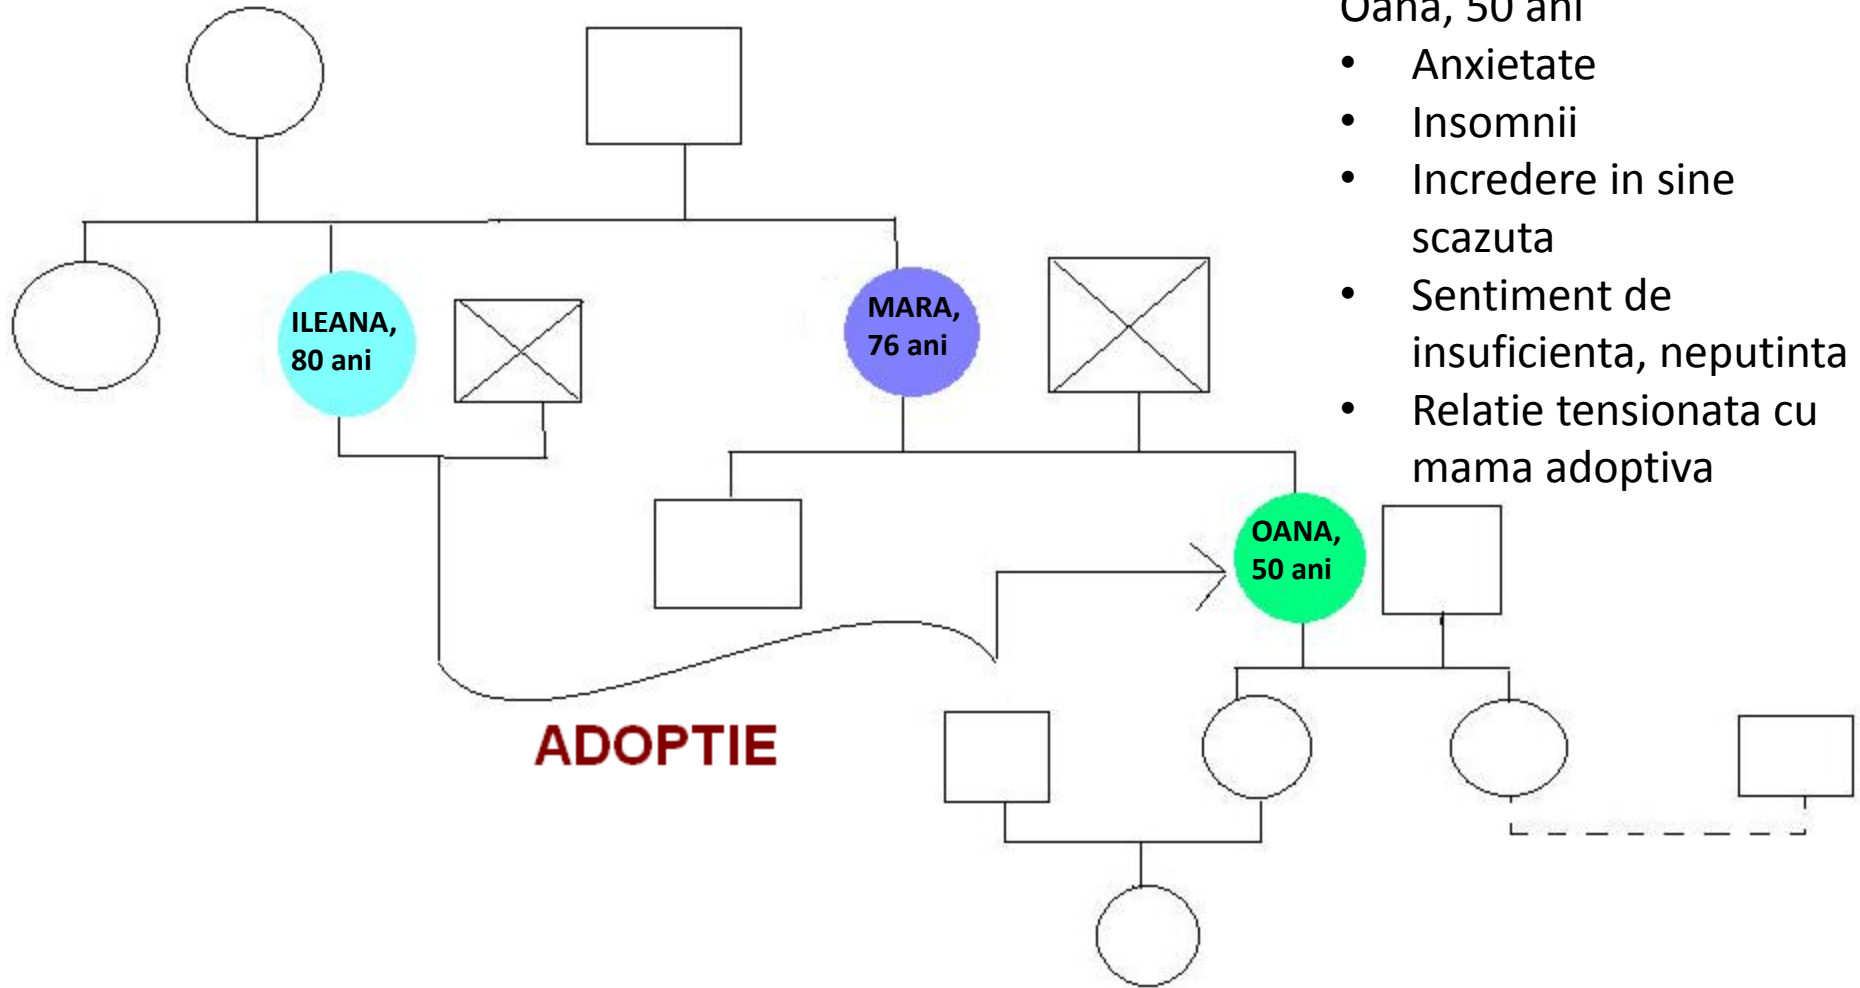 Oana, 50 ani
• Anxietate
• Insomnii
• Incredere in sine
scazuta
• Sentiment de
insuficienta, neputinta
• Relatie tensionata cu
mama adoptiva
ILEANA,
80 ani
MARA,
76 ani
OANA,
50 ani
ADOPTIE